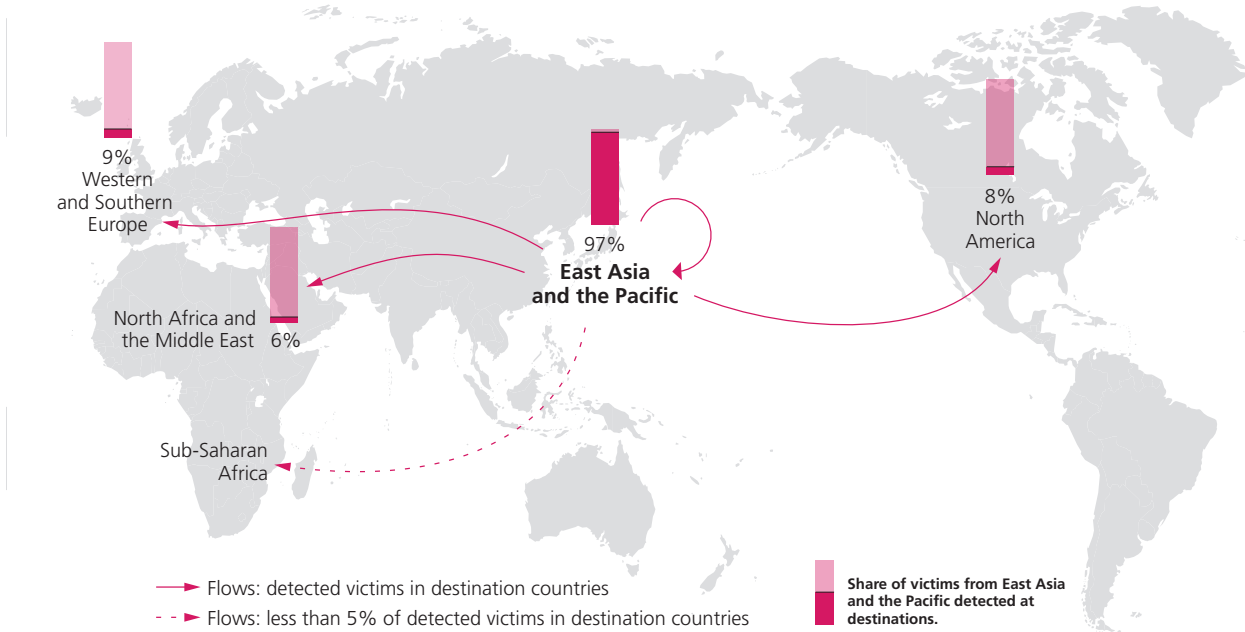 9%
Western
and Southern
Europe
8%
North
America
97%
East Asia
and the Pacific
North Africa and
the Middle East
6%
Sub-Saharan
Africa
Flows: detected victims in destination countries
Flows: less than 5% of detected victims in destination countries
Share of victims from East Asia
and the Pacific detected at
destinations.